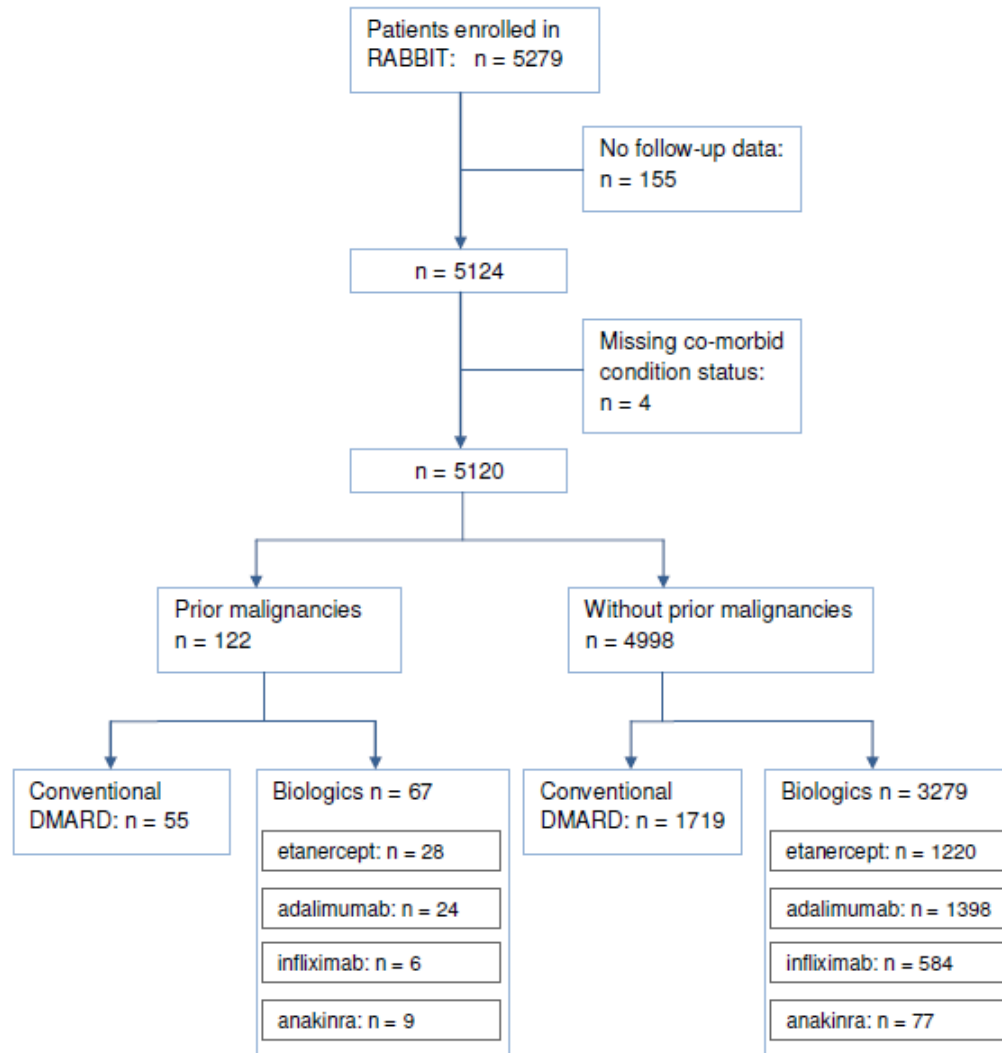 Patients enrolled in
RABBIT: n = 5279
No follow-up data:
n = 155
n = 5124
Missing co-morbid
condition status:
n = 4
n = 5120
Prior malignancies
n = 122
Without prior malignancies
n = 4998
Conventional
DMARD: n = 55
Biologics n = 67
etanercept: n = 28
adalimumab: n = 24
infliximab: n = 6
anakinra: n = 9
Conventional
DMARD: n = 1719
Biologics n = 3279
etanercept: n = 1220
adalimumab: n = 1398
infliximab: n = 584
anakinra: n = 77